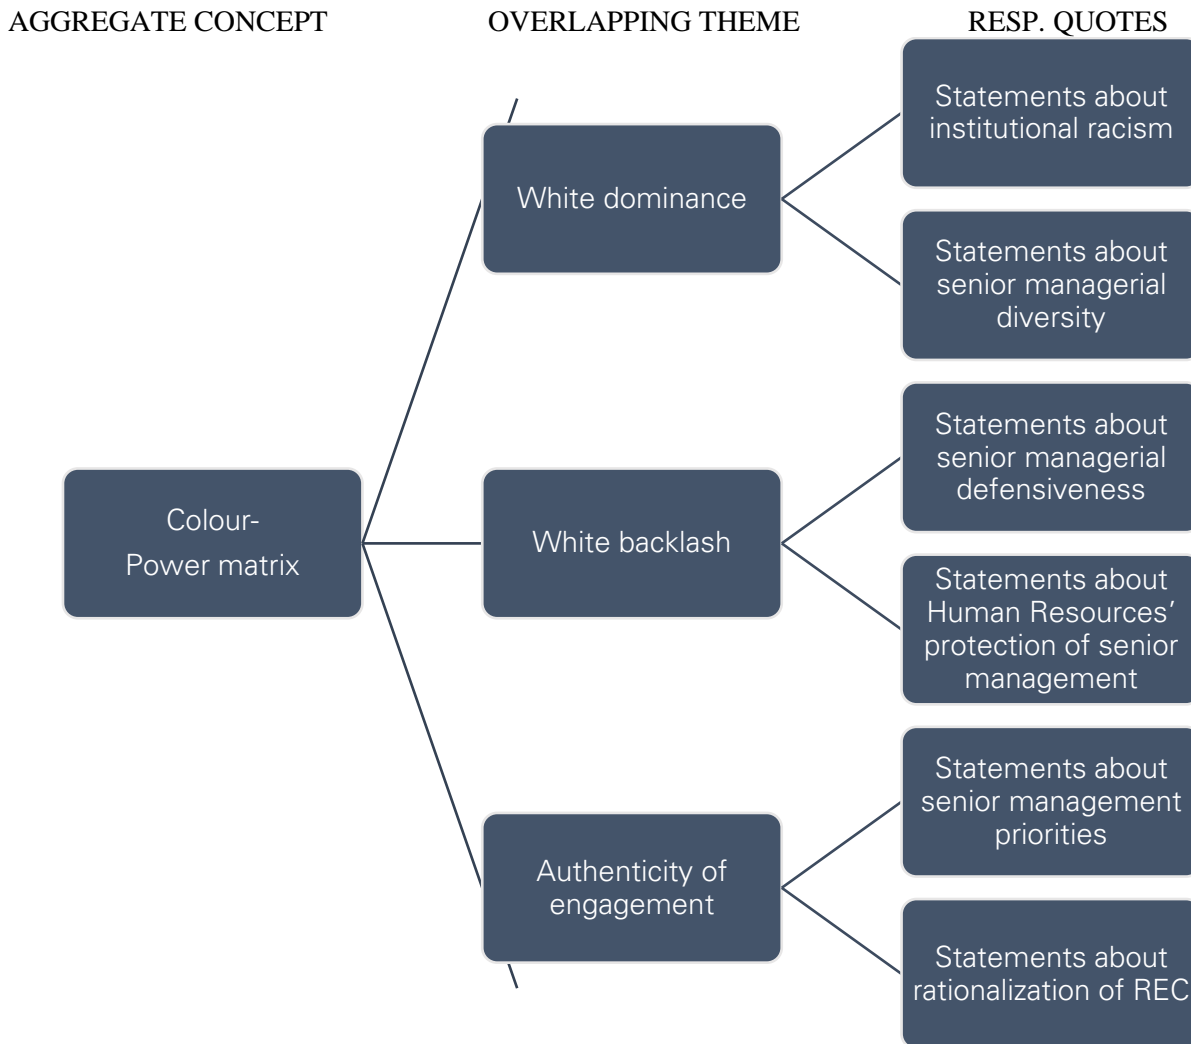 AGGREGATE CONCEPT
OVERLAPPING THEME
RESP. QUOTES
Colour-
Power matrix
White dominance
Statements about
institutional racism
Statements about
senior managerial
diversity
White backlash
Statements about
senior managerial
defensiveness
Statements about
Human Resources’
protection of senior
management
Authenticity of
engagement
Statements about
senior management
priorities
Statements about
rationalization of REC